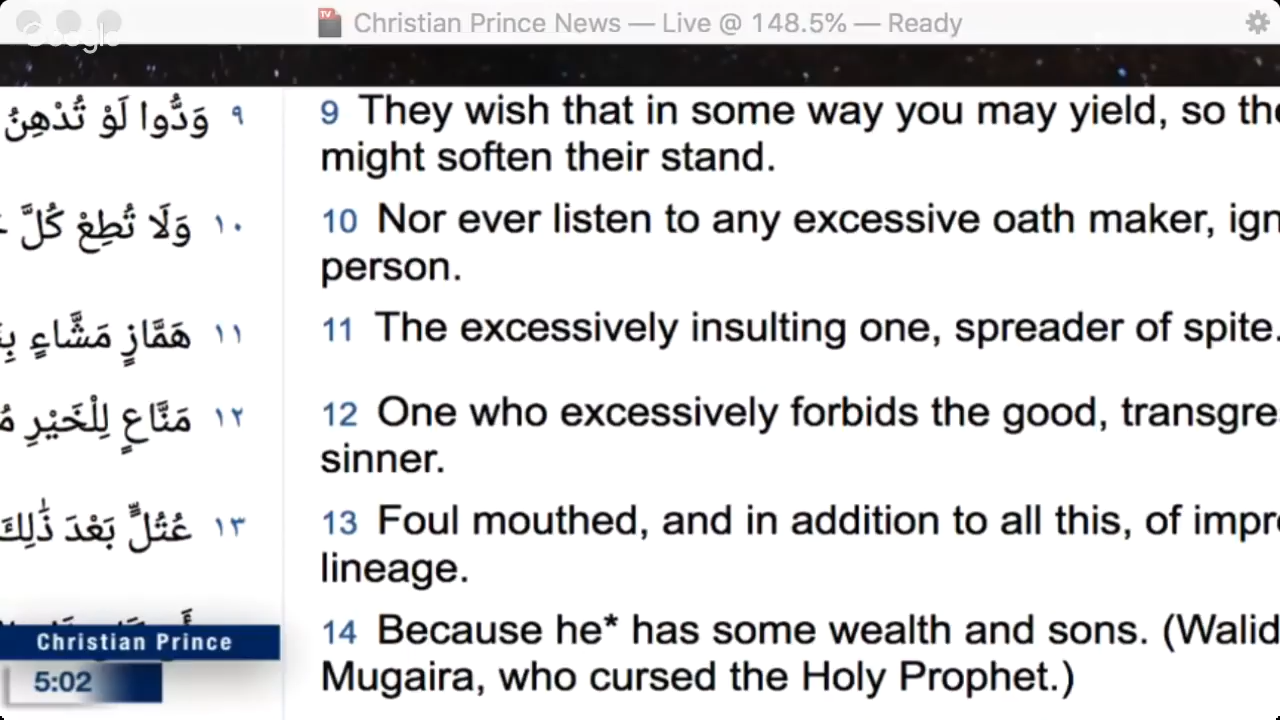 Christian Prince News — Live @ 148.5% — Ready
Google
وَدُّوا لَوْ تُدْهِنُ ٩
9 They wish that in some way you may yield, so the
might soften their stand.
وَلَا تُطِعْ كُلَّ ١٠
10 Nor ever listen to any excessive oath maker, ign
person.
هَمَّازٍ مَشَّاءٍ ١١
11 The excessively insulting one, spreader of spite.
مَنَّاعٍ لِلْخَيْرِ ١٢
12 One who excessively forbids the good, transgre
sinner.
عُتُلٍّ بَعْدَ ذَٰلِكَ ١٣
13 Foul mouthed, and in addition to all this, of impr
lineage.
14 Because he* has some wealth and sons. (Walid
Mugaira, who cursed the Holy Prophet.)
Christian Prince
5:02